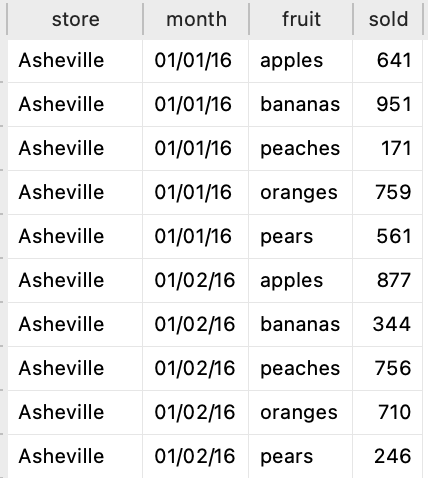 store month fruit sold
Asheville 01/01/16 apples 641
Asheville 01/01/16 bananas 951
Asheville 01/01/16 peaches 171
Asheville 01/01/16 oranges 759
Asheville 01/01/16 pears 561
Asheville 01/02/16 apples 877
Asheville 01/02/16 bananas 344
Asheville 01/02/16 peaches 756
Asheville 01/02/16 oranges 710
Asheville 01/02/16 pears 246